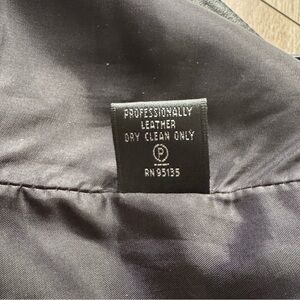 PROFESSIONALLY
LEATHER
DRY CLEAN ONLY
P
RN 95135